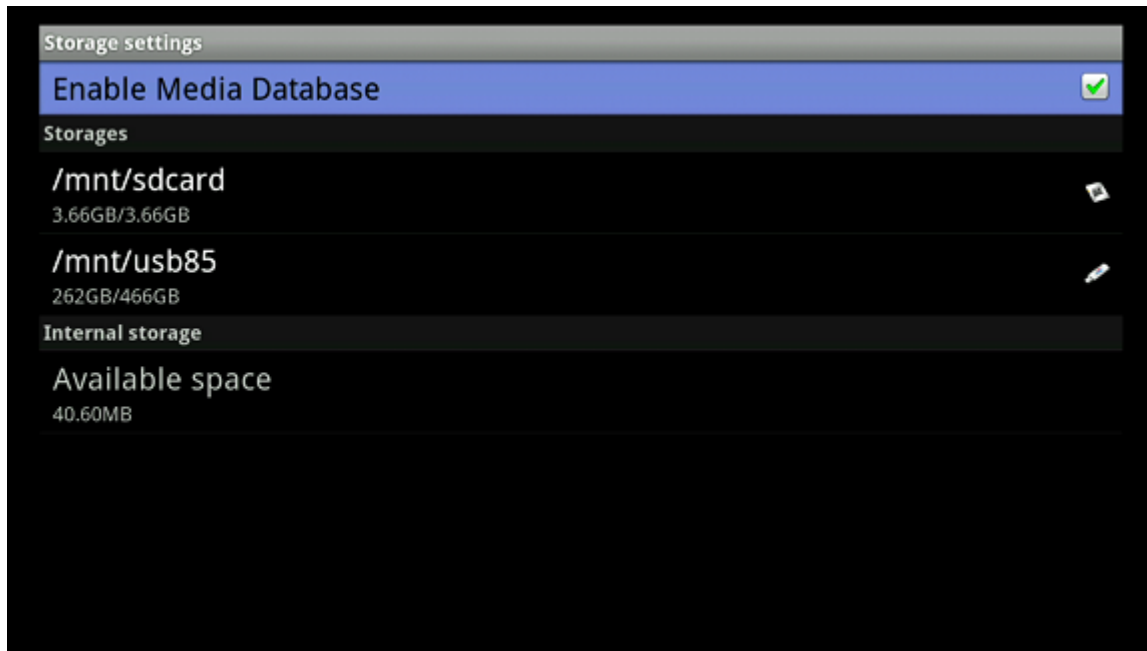 Storage settings
Enable Media Database
Storages
/mnt/sdcard
3.66GB/3.66GB
/mnt/usb85
262GB/466GB
Internal storage
Available space
40.60MB